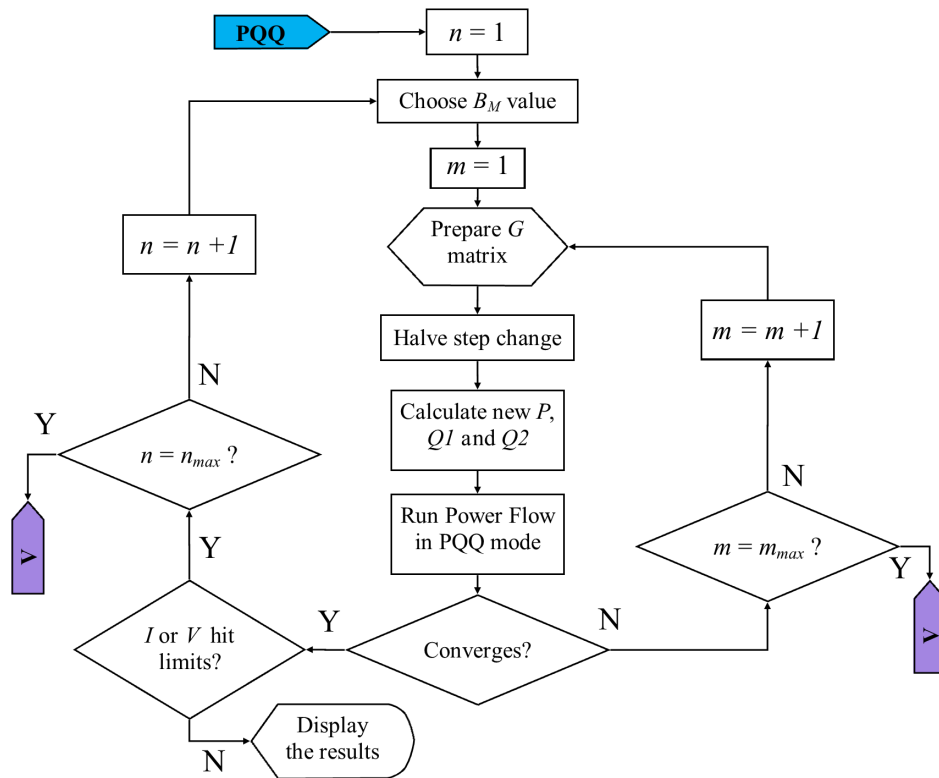 PQQ
n = 1
Choose B_M value
m = 1
Prepare G
matrix
n = n +1
m = m +1
Halve step change
N
Calculate new P,
Q1 and Q2
Y
n = n_max ?
N
Run Power Flow
in PQQ mode
m = m_max ?
V
Y
Y
V
Y
N
I or V hit
limits?
Converges?
Display
the results
N